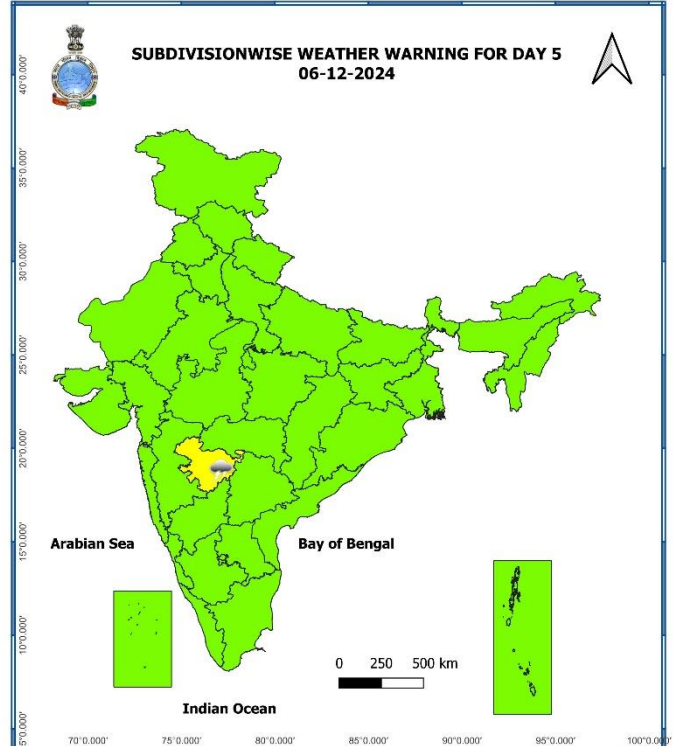 SUBDIVISIONWISE WEATHER WARNING FOR DAY 5
06-12-2024
40°0.000'
35°0.000'
30°0.000'
25°0.000'
20°0.000'
15°0.000'
10°0.000'
5°0.000'
Arabian Sea
Bay of Bengal
0 250 500 km
Indian Ocean
70°0.000' 75°0.000' 80°0.000' 85°0.000' 90°0.000' 95°0.000' 100°0.000'